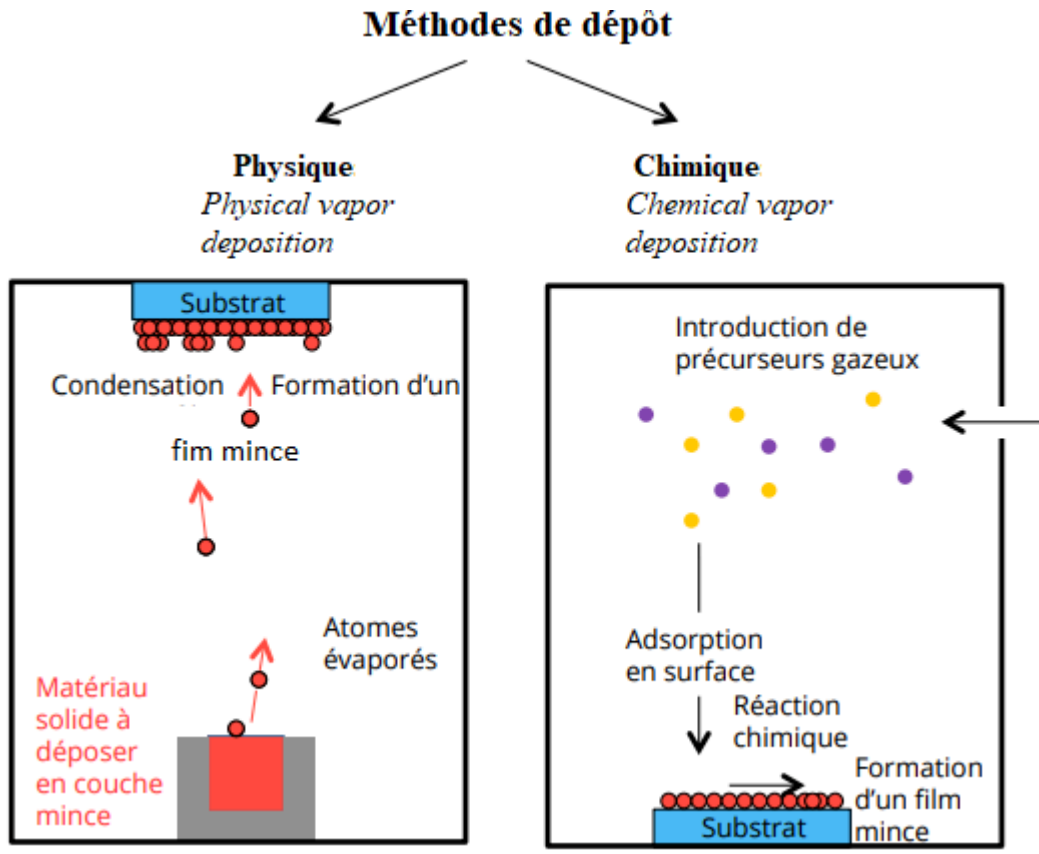 Méthodes de dépôt
Physique
Physical vapor
deposition
Chimique
Chemical vapor
deposition
Substrat
Condensation
Formation d'un
fim mince
Atomes
évaporés
Matériau
solide à
déposer
en couche
mince
Introduction de
précurseurs gazeux
Adsorption
en surface
Réaction
chimique
Formation
d'un film
mince
Substrat